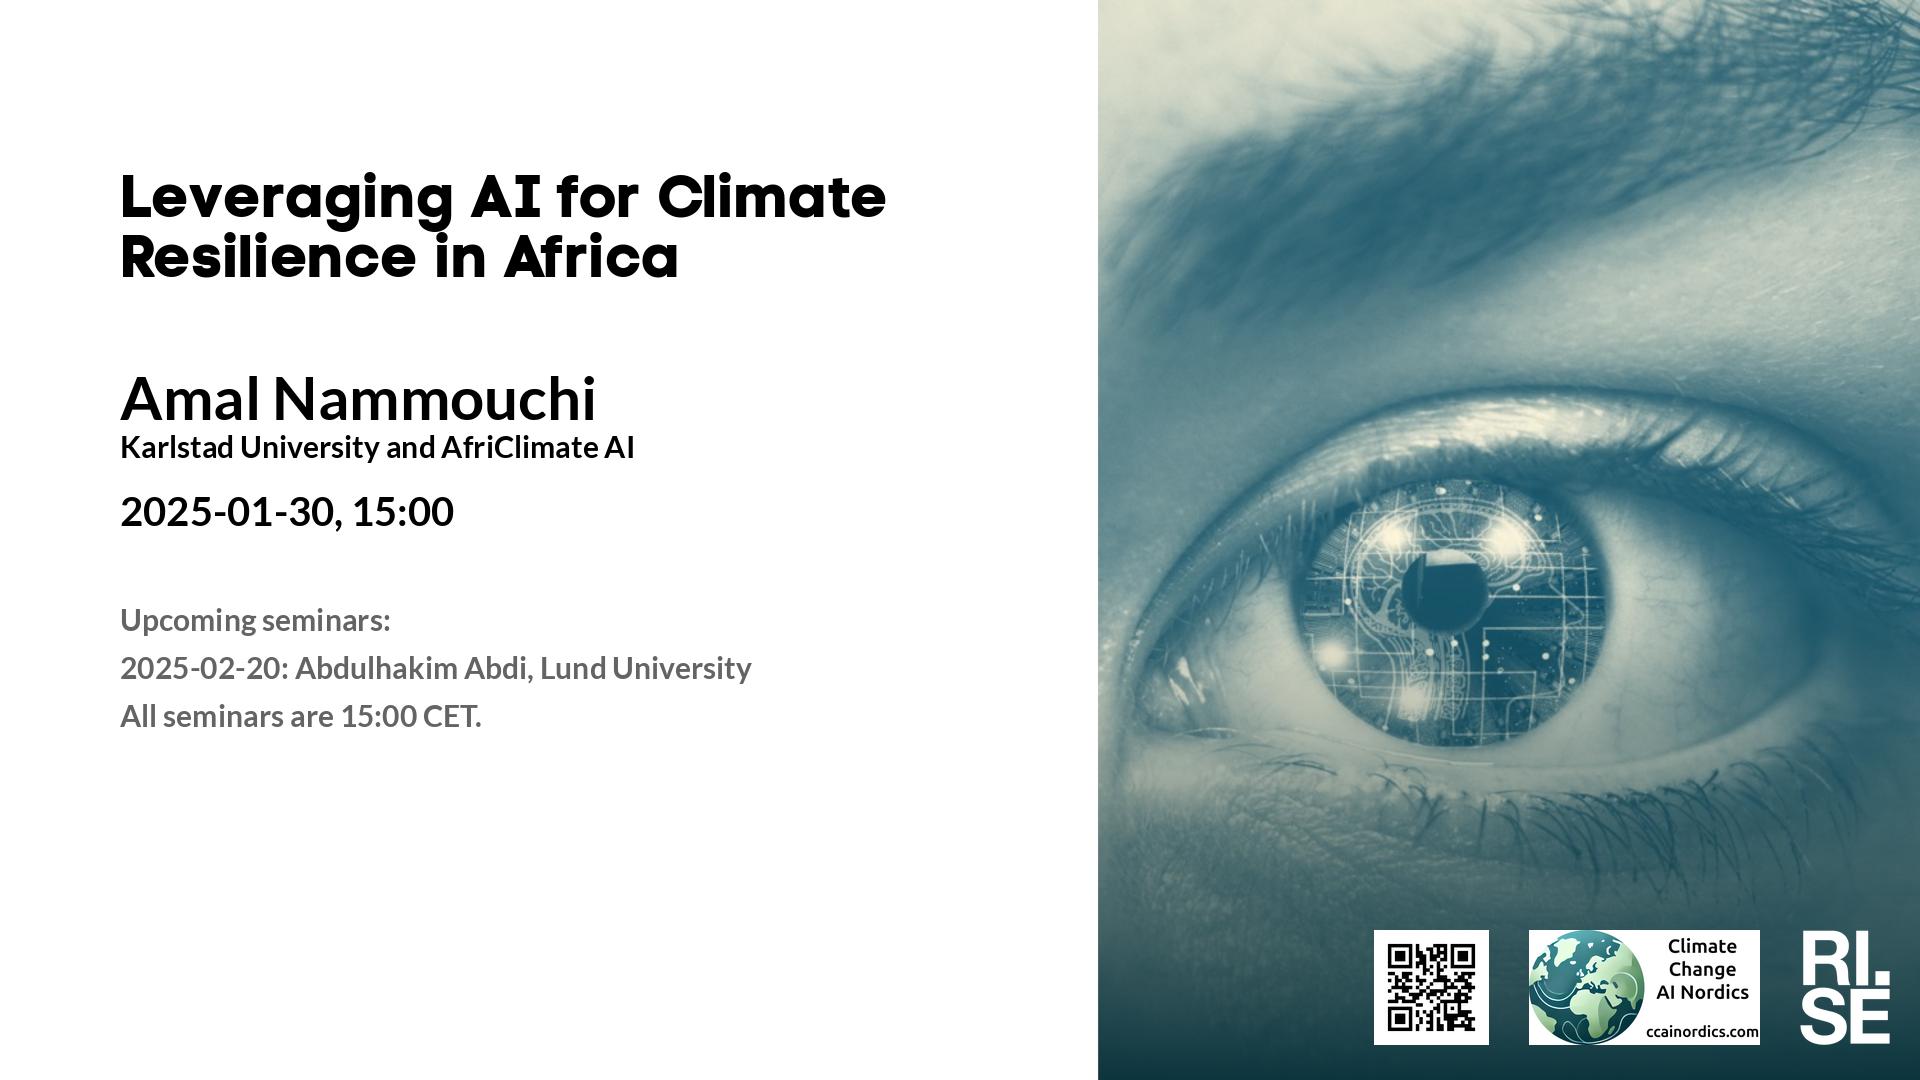 Leveraging AI for Climate
Resilience in Africa
Amal Nammouchi
Karlstad University and AfriClimate AI
2025-01-30, 15:00
Upcoming seminars:
2025-02-20: Abdulhakim Abdi, Lund University
All seminars are 15:00 CET.
Climate
Change
AI Nordics
ccainordics.com
RI.
SE